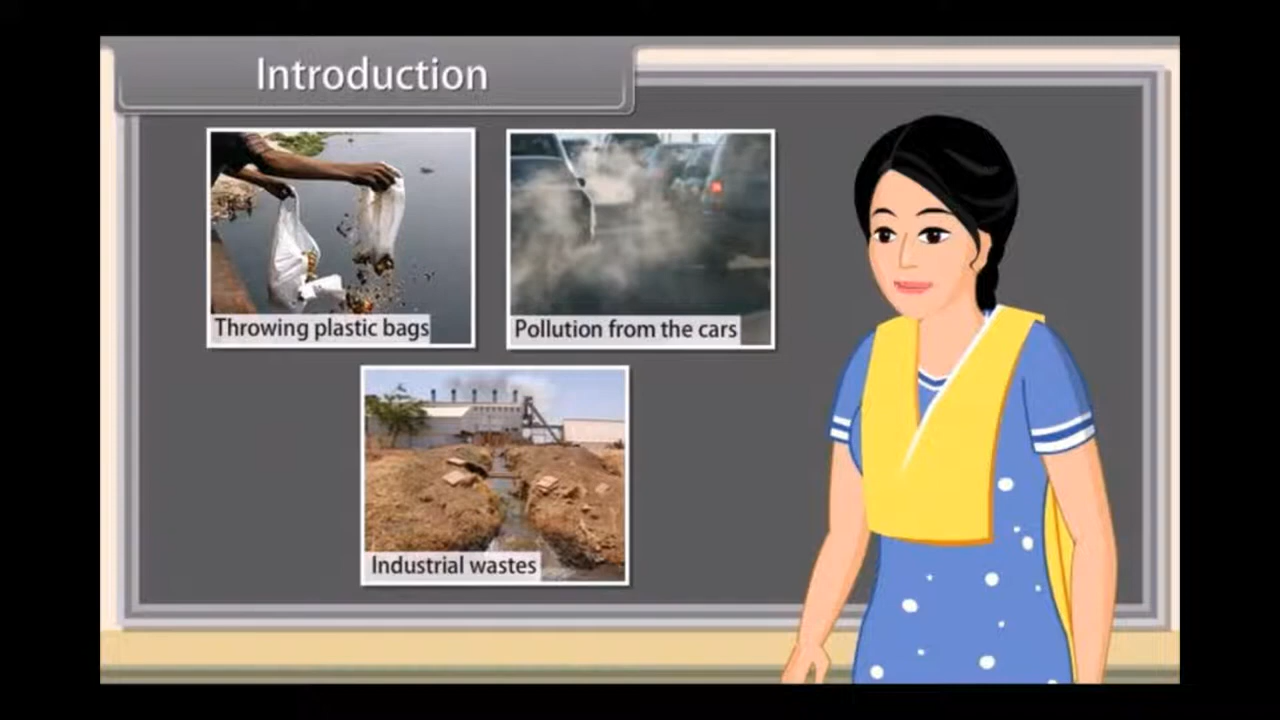 Introduction
Throwing plastic bags
Pollution from the cars
Industrial wastes